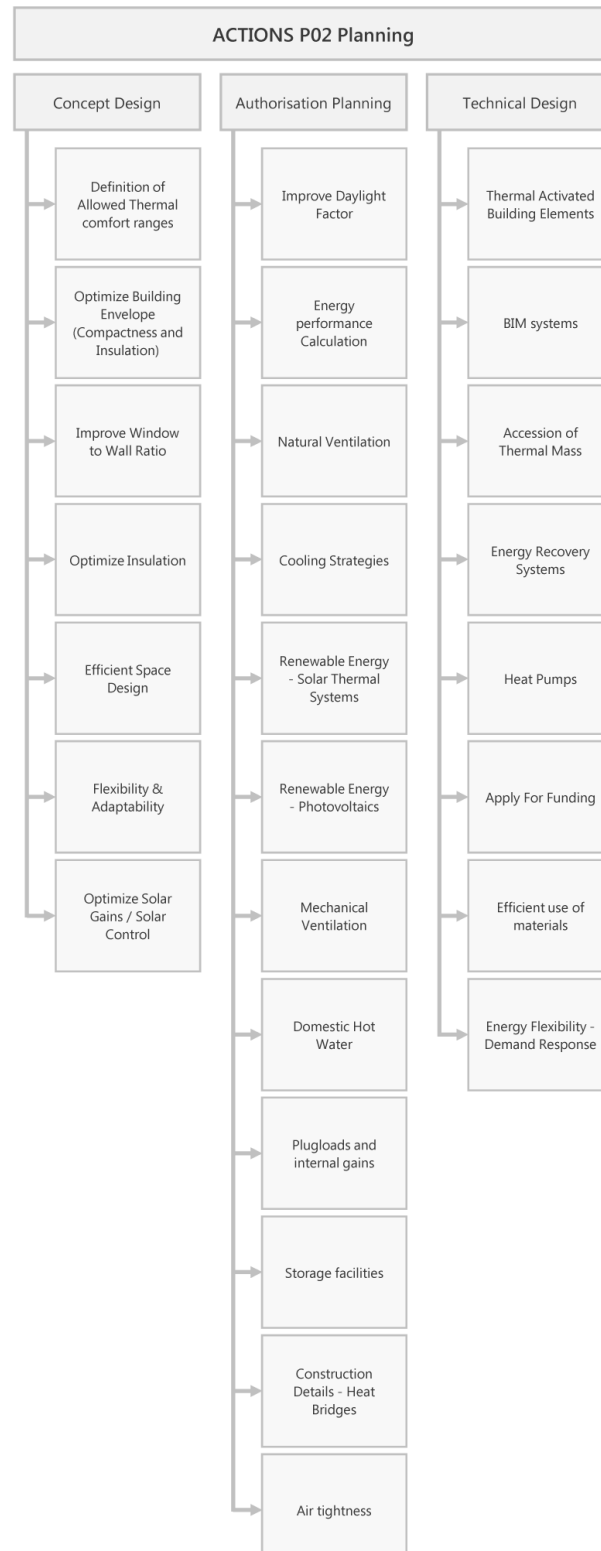 ACTIONS P02 Planning
Concept Design
Definition of
Allowed Thermal
comfort ranges
Optimize Building
Envelope
(Compactness and
Insulation)
Improve Window
to Wall Ratio
Optimize Insulation
Efficient Space
Design
Flexibility &
Adaptability
Optimize Solar
Gains / Solar
Control
Authorisation Planning
Improve Daylight
Factor
Energy
performance
Calculation
Natural Ventilation
Cooling Strategies
Renewable Energy
- Solar Thermal
Systems
Renewable Energy
- Photovoltaics
Mechanical
Ventilation
Domestic Hot
Water
Plugloads and
internal gains
Storage facilities
Construction
Details - Heat
Bridges
Air tightness
Technical Design
Thermal Activated
Building Elements
BIM systems
Accession of
Thermal Mass
Energy Recovery
Systems
Heat Pumps
Apply For Funding
Efficient use of
materials
Energy Flexibility -
Demand Response